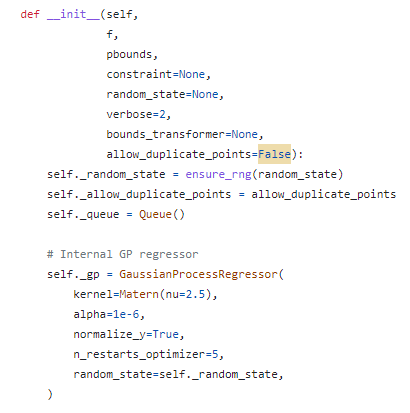 def __init__(self,
             f,
             pbounds,
             constraint=None,
             random_state=None,
             verbose=2,
             bounds_transformer=None,
             allow_duplicate_points=False):
    self._random_state = ensure_rng(random_state)
    self._allow_duplicate_points = allow_duplicate_points
    self._queue = Queue()

    # Internal GP regressor
    self._gp = GaussianProcessRegressor(
        kernel=Matern(nu=2.5),
        alpha=1e-6,
        normalize_y=True,
        n_restarts_optimizer=5,
        random_state=self._random_state,
    )